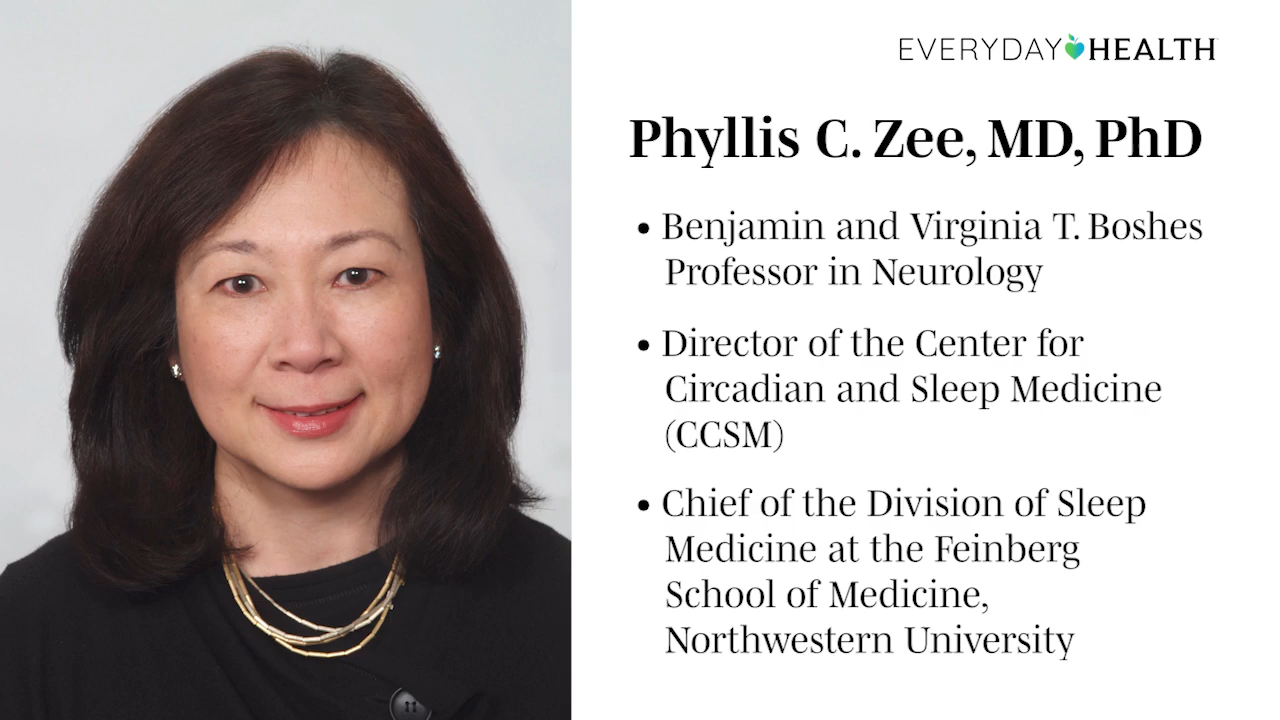 EVERYDAY HEALTH
Phyllis C. Zee, MD, PhD
• Benjamin and Virginia T. Boshes
Professor in Neurology
• Director of the Center for
Circadian and Sleep Medicine
(CCSM)
• Chief of the Division of Sleep
Medicine at the Feinberg
School of Medicine,
Northwestern University